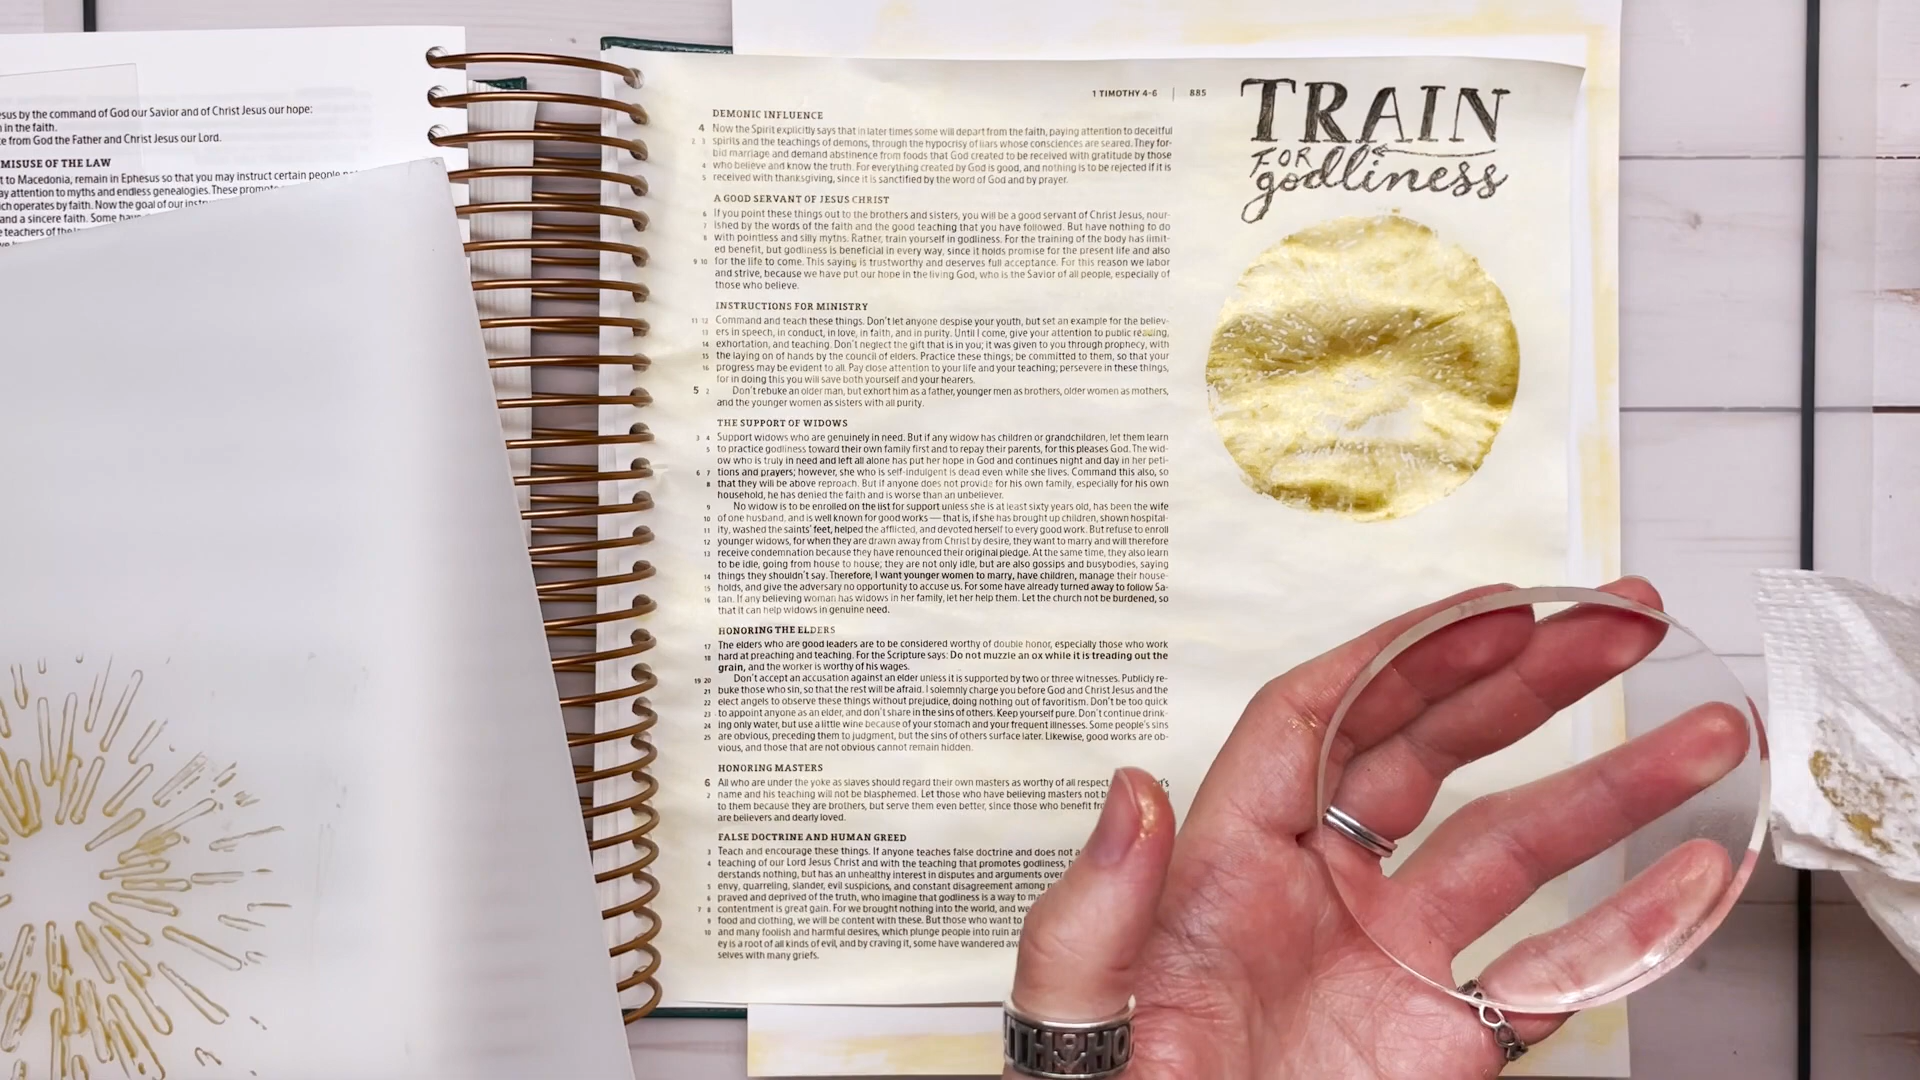 esus by the command of God our Savior and of Christ Jesus our hope:
in the faith.
e from God the Father and Christ Jesus our Lord.
MISUSE OF THE LAW
t to Macedonia, remain in Ephesus so that you may instruct certain people
ay attention to myths and endless genealogies. These
ich operates by faith. Now the goal of our
and a sincere faith. Some
e teachers of the
1 TIMOTHY 4-6 | 885
TRAIN
FOR
godliness
DEMONIC INFLUENCE
4 Now the Spirit explicitly says that in later times some will depart from the faith, paying attention to deceitful
2 3 spirits and the teachings of demons, through the hypocrisy of liars whose consciences are seared. They for-
bid marriage and demand abstinence from foods that God created to be received with gratitude by those
4 who believe and know the truth. For everything created by God is good, and nothing is to be rejected if it is
5 received with thanksgiving, since it is sanctified by the word of God and by prayer.
A GOOD SERVANT OF JESUS CHRIST
6 If you point these things out to the brothers and sisters, you will be a good servant of Christ Jesus, nour-
7 ished by the words of the faith and the good teaching that you have followed. But have nothing to do
8 with pointless and silly myths. Rather, train yourself in godliness. For the training of the body has limit-
ed benefit, but godliness is beneficial in every way, since it holds promise for the present life and also
9 10 for the life to come. This saying is trustworthy and deserves full acceptance. For this reason we labor
and strive, because we have put our hope in the living God, who is the Savior of all people, especially of
those who believe.
INSTRUCTIONS FOR MINISTRY
11 12 Command and teach these things. Don't let anyone despise your youth, but set an example for the believ-
13 ers in speech, in conduct, in love, in faith, and in purity. Until I come, give your attention to public reading,
14 exhortation, and teaching. Don't neglect the gift that is in you; it was given to you through prophecy, with
15 the laying on of hands by the council of elders. Practice these things; be committed to them, so that your
16 progress may be evident to all. Pay close attention to your life and your teaching; persevere in these things,
for in doing this you will save both yourself and your hearers.
5 2 Don't rebuke an older man, but exhort him as a father, younger men as brothers, older women as mothers,
and the younger women as sisters with all purity.
THE SUPPORT OF WIDOWS
3 4 Support widows who are genuinely in need. But if any widow has children or grandchildren, let them learn
5 to practice godliness toward their own family first and to repay their parents, for this pleases God. The wid-
ow who is truly in need and left all alone has put her hope in God and continues night and day in her peti-
6 7 tions and prayers; however, she who is self-indulgent is dead even while she lives. Command this also, so
8 that they will be above reproach. But if anyone does not provide for his own family, especially for his own
household, he has denied the faith and is worse than an unbeliever.
9 No widow is to be enrolled on the list for support unless she is at least sixty years old, has been the wife
10 of one husband, and is well known for good works — that is, if she has brought up children, shown hospital-
11 ity, washed the saints' feet, helped the afflicted, and devoted herself to every good work. But refuse to enroll
12 younger widows, for when they are drawn away from Christ by desire, they want to marry and will therefore
13 receive condemnation because they have renounced their original pledge. At the same time, they also learn
to be idle, going from house to house; they are not only idle, but are also gossips and busybodies, saying
14 things they shouldn't say. Therefore, I want younger women to marry, have children, manage their house-
15 holds, and give the adversary no opportunity to accuse us. For some have already turned away to follow Sa-
16 tan. If any believing woman has widows in her family, let her help them. Let the church not be burdened, so
that it can help widows in genuine need.
HONORING THE ELDERS
17 The elders who are good leaders are to be considered worthy of double honor, especially those who work
18 hard at preaching and teaching. For the Scripture says: Do not muzzle an ox while it is treading out the
grain, and the worker is worthy of his wages.
19 20 Don't accept an accusation against an elder unless it is supported by two or three witnesses. Publicly re-
21 buke those who sin, so that the rest will be afraid. I solemnly charge you before God and Christ Jesus and the
22 elect angels to observe these things without prejudice, doing nothing out of favoritism. Don't be too quick
23 to appoint anyone as an elder, and don't share in the sins of others. Keep yourself pure. Don't continue drink-
24 ing only water, but use a little wine because of your stomach and your frequent illnesses. Some people's sins
25 are obvious, preceding them to judgment, but the sins of others surface later. Likewise, good works are ob-
vious, and those that are not obvious cannot remain hidden.
HONORING MASTERS
6 All who are under the yoke as slaves should regard their own masters as worthy of all respect
2 name and his teaching will not be blasphemed. Let those who have believing masters not
to them because they are brothers, but serve them even better, since those who benefit
are believers and dearly loved.
FALSE DOCTRINE AND HUMAN GREED
3 Teach and encourage these things. If anyone teaches false doctrine and does not
4 teaching of our Lord Jesus Christ and with the teaching that promotes godliness,
derstands nothing, but has an unhealthy interest in disputes and arguments over
5 envy, quarreling, slander, evil suspicions, and constant disagreement among
6 praved and deprived of the truth, who imagine that godliness is a way to
7 8 contentment is great gain. For we brought nothing into the world, and
9 food and clothing, we will be content with these. But those who want to
10 and many foolish and harmful desires, which plunge people into ruin
ey is a root of all kinds of evil, and by craving it, some have wandered
selves with many griefs.